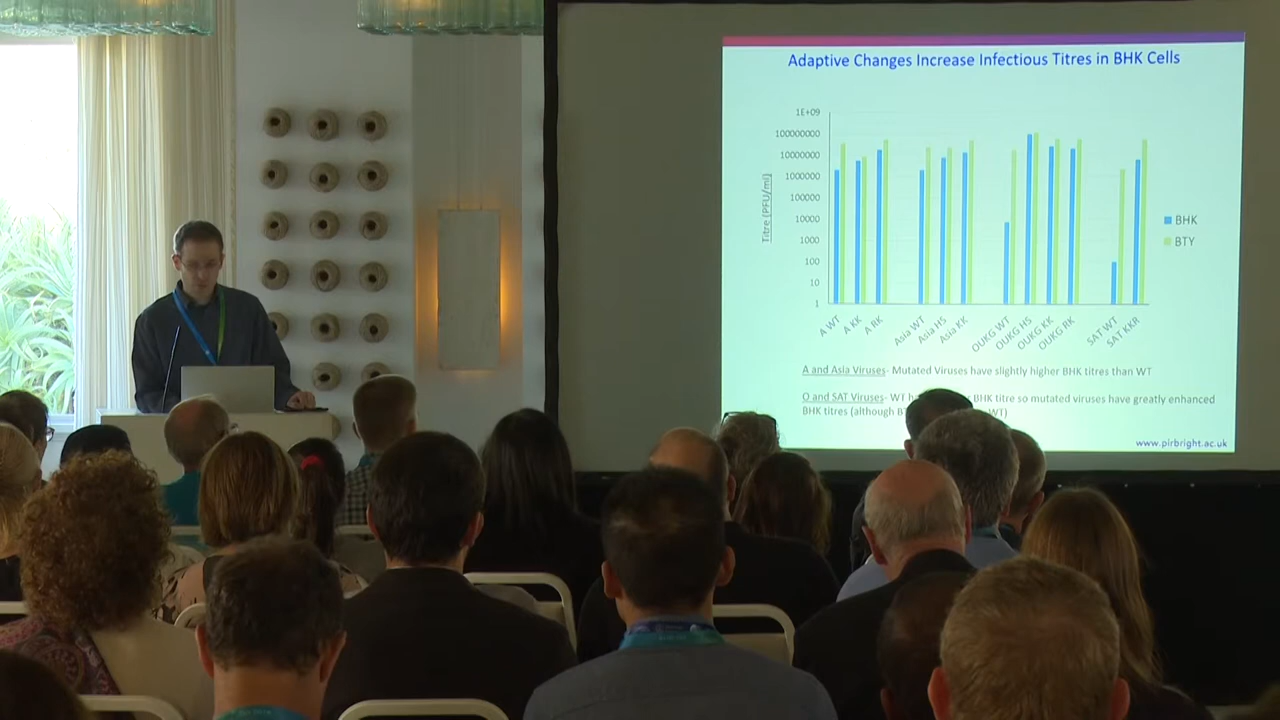 Adaptive Changes Increase Infectious Titres in BHK Cells
1E+09
100000000
10000000
1000000
100000
10000
1000
100
10
1
Titre (PFU/ml)
A WT
A KK
A RK
Asia WT
Asia HS
Asia KK
OUKG WT
OUKG HS
OUKG KK
OUKG RK
SAT WT
SAT KKR
BHK
BTY
A and Asia Viruses- Mutated Viruses have slightly higher BHK titres than WT
O and SAT Viruses- WT BHK titre so mutated viruses have greatly enhanced
BHK titres (although WT)
www.pirbright.ac.uk